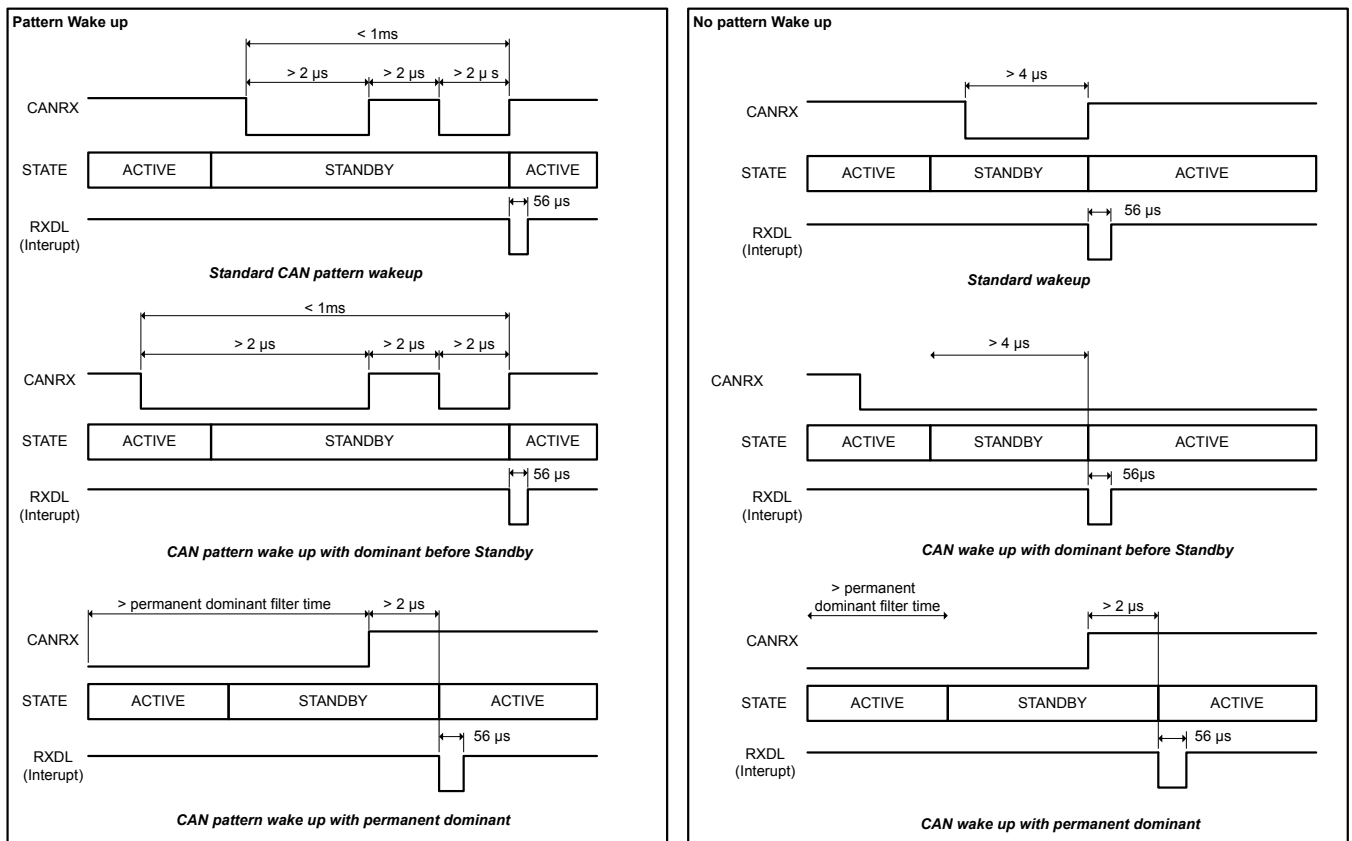 Pattern Wake up
< 1ms
> 2 µs
> 2 µs
> 2 µ s
CANRX
STATE
ACTIVE
STANDBY
ACTIVE
56 µs
RXDL
(Interupt)
Standard CAN pattern wakeup
< 1ms
> 2 µs
> 2 µs
> 2 µs
CANRX
STATE
ACTIVE
STANDBY
ACTIVE
56 µs
RXDL
(Interupt)
CAN pattern wake up with dominant before Standby
> permanent dominant filter time
> 2 µs
CANRX
STATE
ACTIVE
STANDBY
ACTIVE
56 µs
RXDL
(Interupt)
CAN pattern wake up with permanent dominant
No pattern Wake up
> 4 µs
CANRX
STATE
ACTIVE
STANDBY
ACTIVE
56 µs
RXDL
(Interupt)
Standard wakeup
> 4 µs
CANRX
STATE
ACTIVE
STANDBY
ACTIVE
56µs
RXDL
(Interupt)
CAN wake up with dominant before Standby
> permanent
dominant filter time
> 2 µs
CANRX
STATE
ACTIVE
STANDBY
ACTIVE
56 µs
RXDL
(Interupt)
CAN wake up with permanent dominant